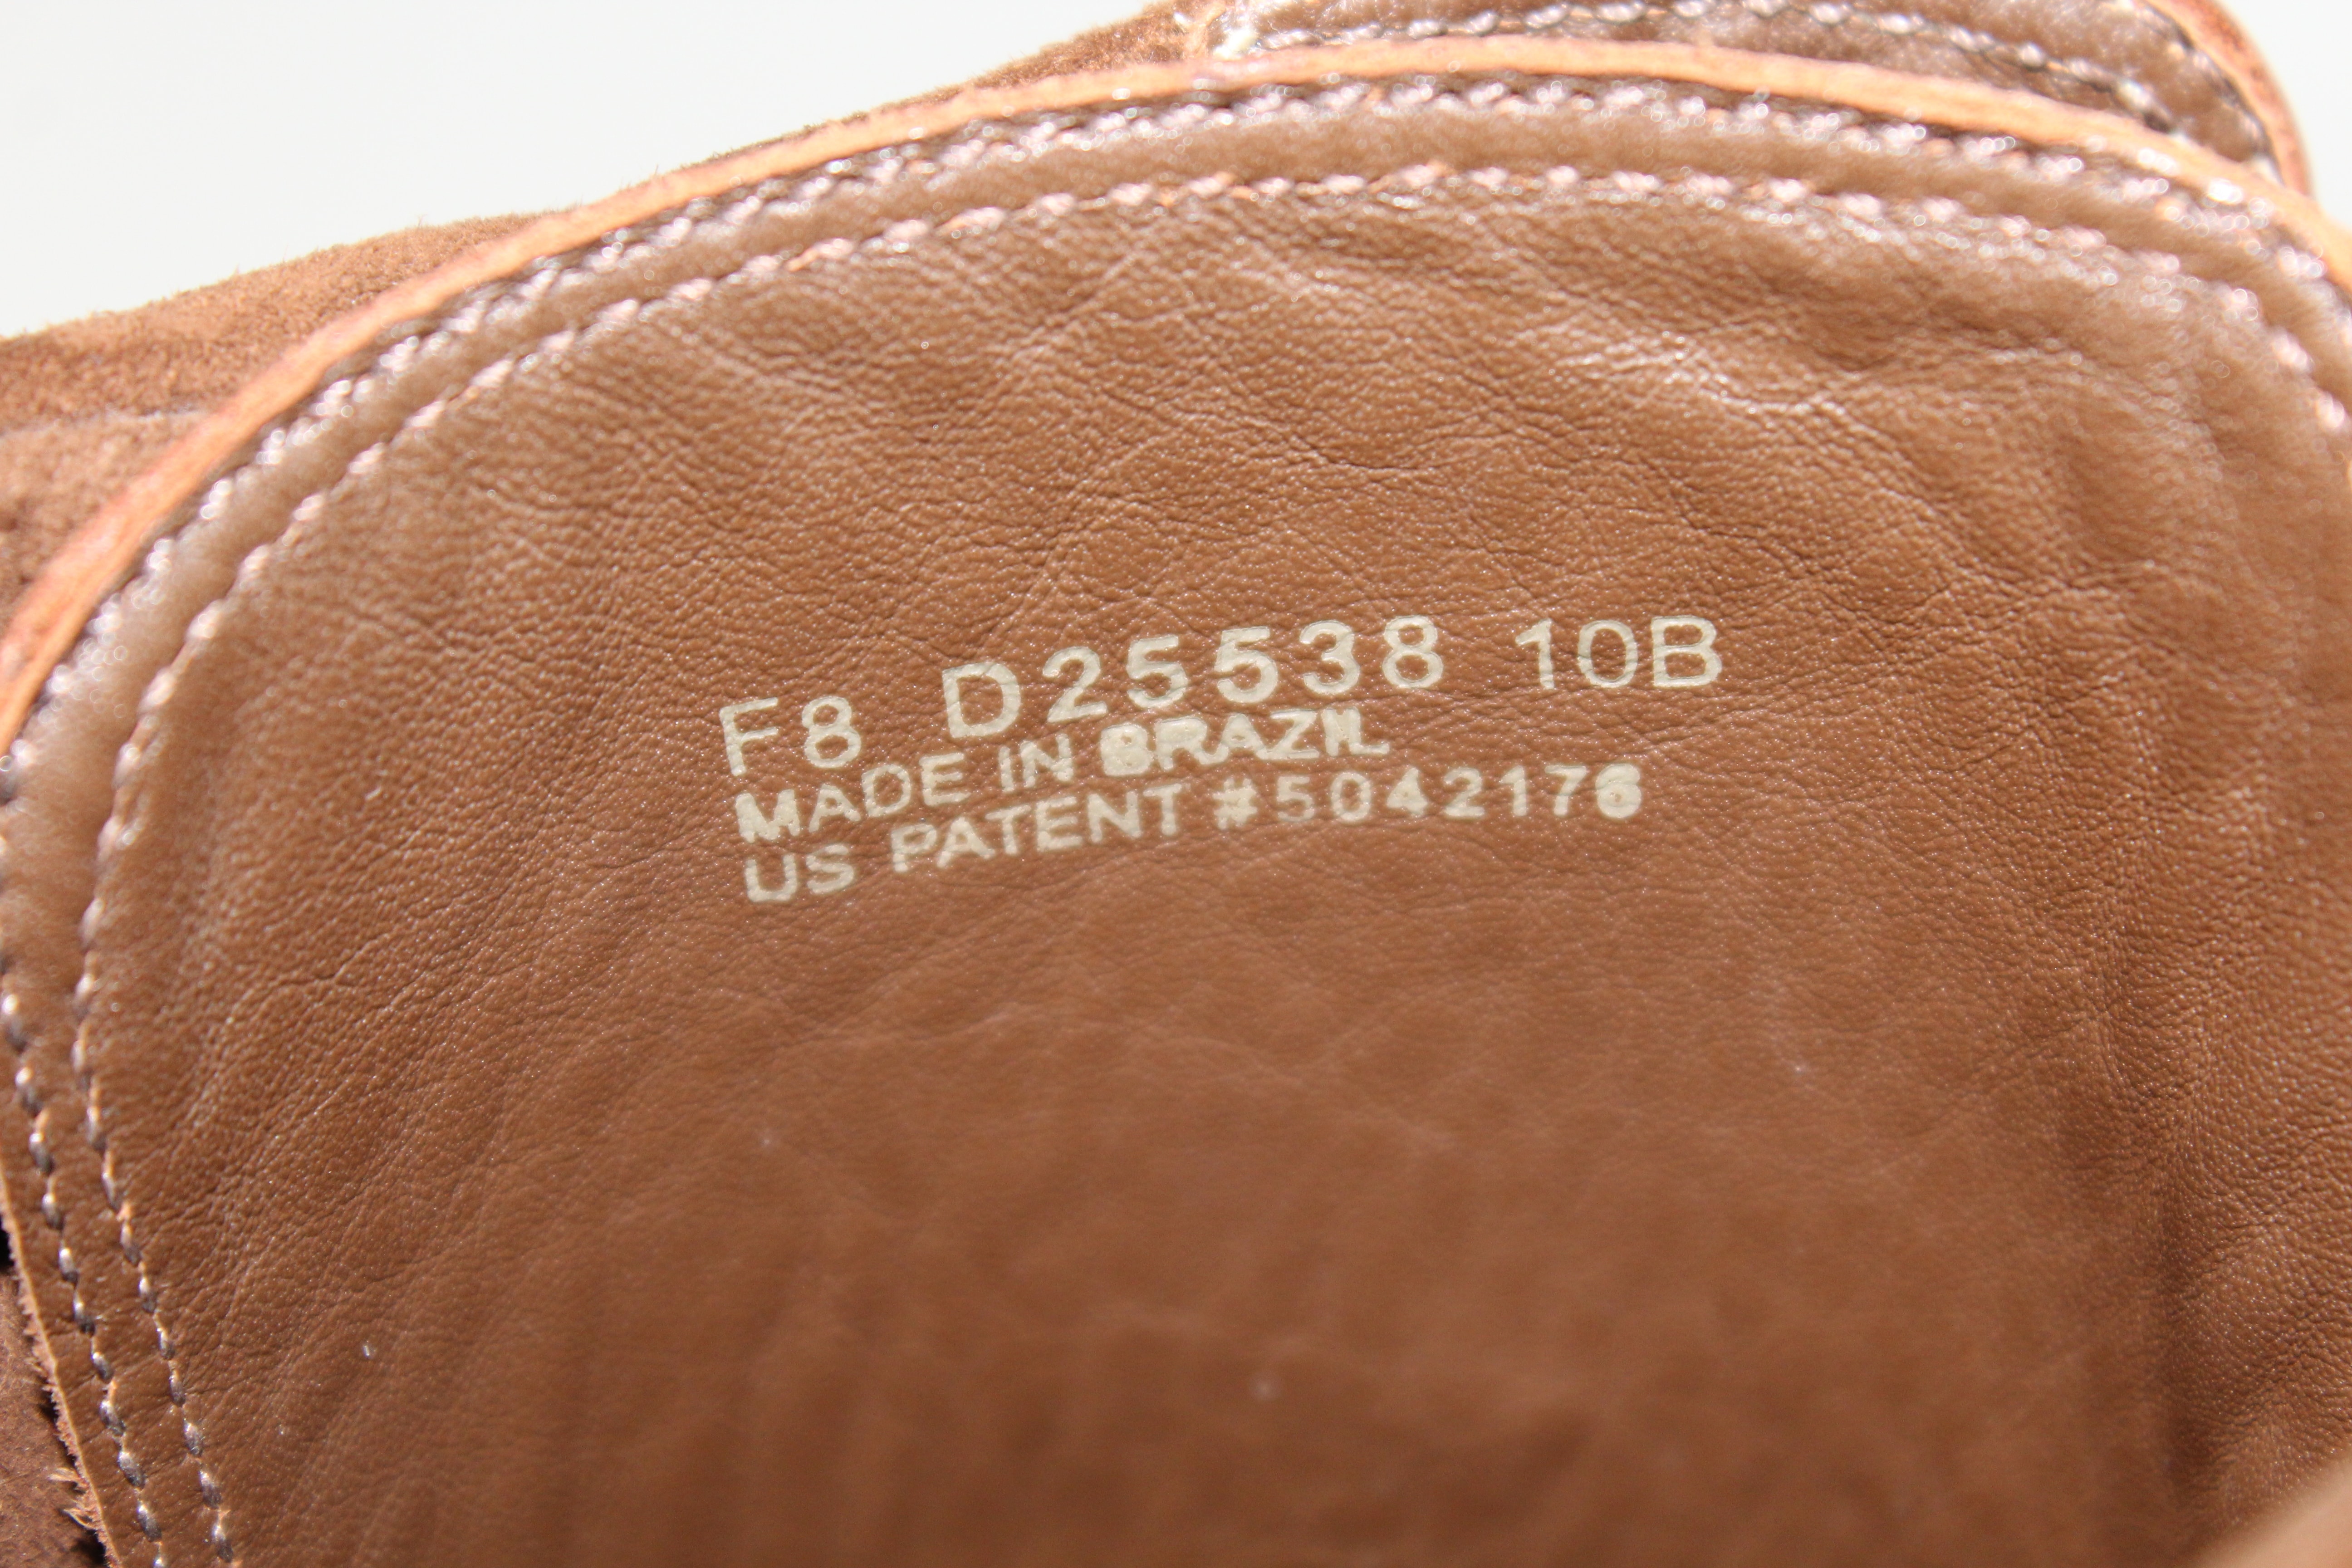 F8 D25538 10B
MADE IN BRAZIL
US PATENT #5042176